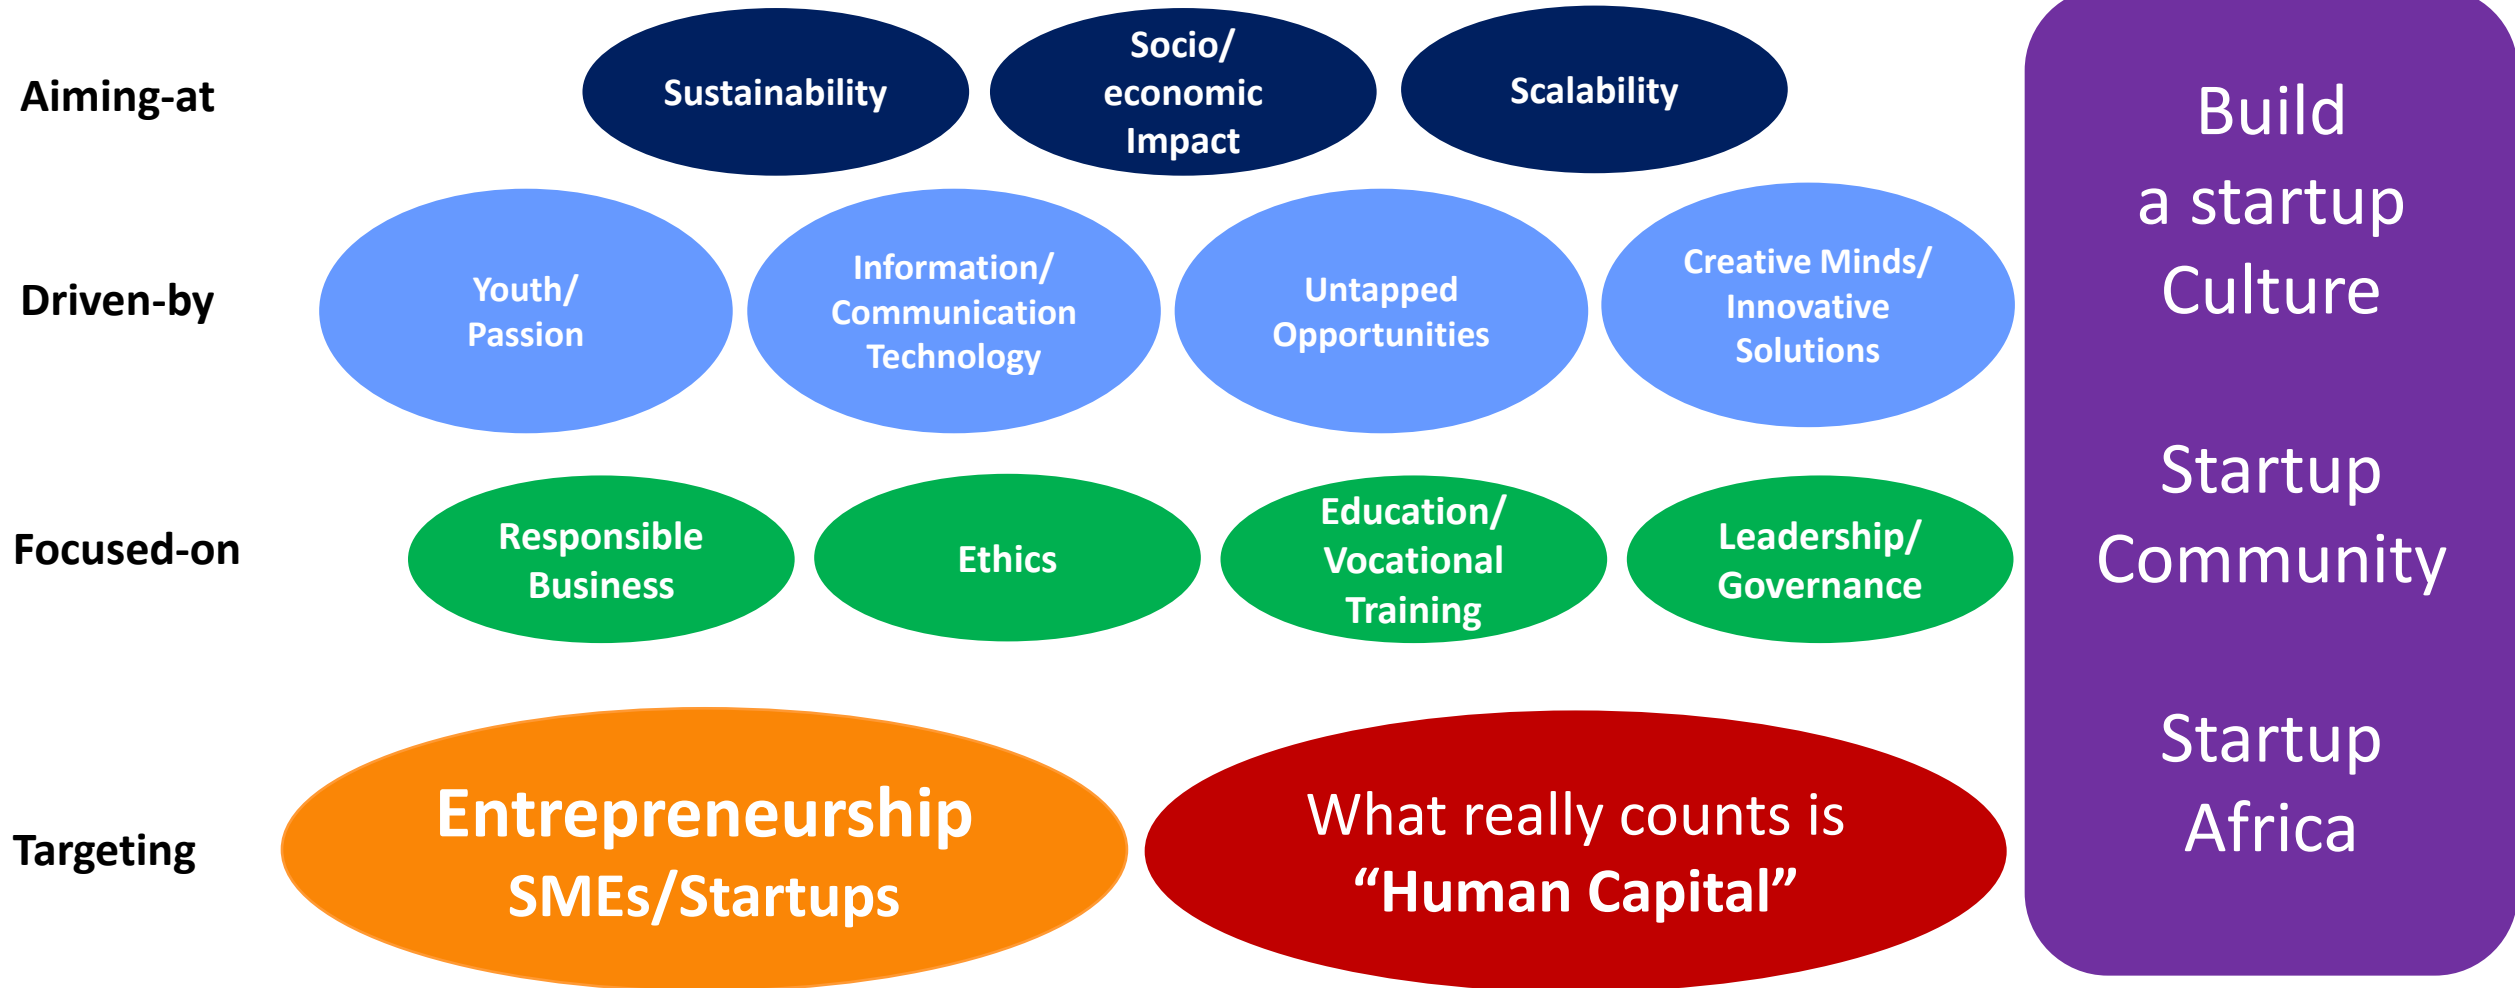 Aiming-at
Sustainability
Socio/
economic
Impact
Scalability
Driven-by
Youth/
Passion
Information/
Communication
Technology
Untapped
Opportunities
Creative Minds/
Innovative
Solutions
Focused-on
Responsible
Business
Ethics
Education/
Vocational
Training
Leadership/
Governance
Targeting
Entrepreneurship
SMEs/Startups
What really counts is
“Human Capital”
Build
a startup
Culture
Startup
Community
Startup
Africa